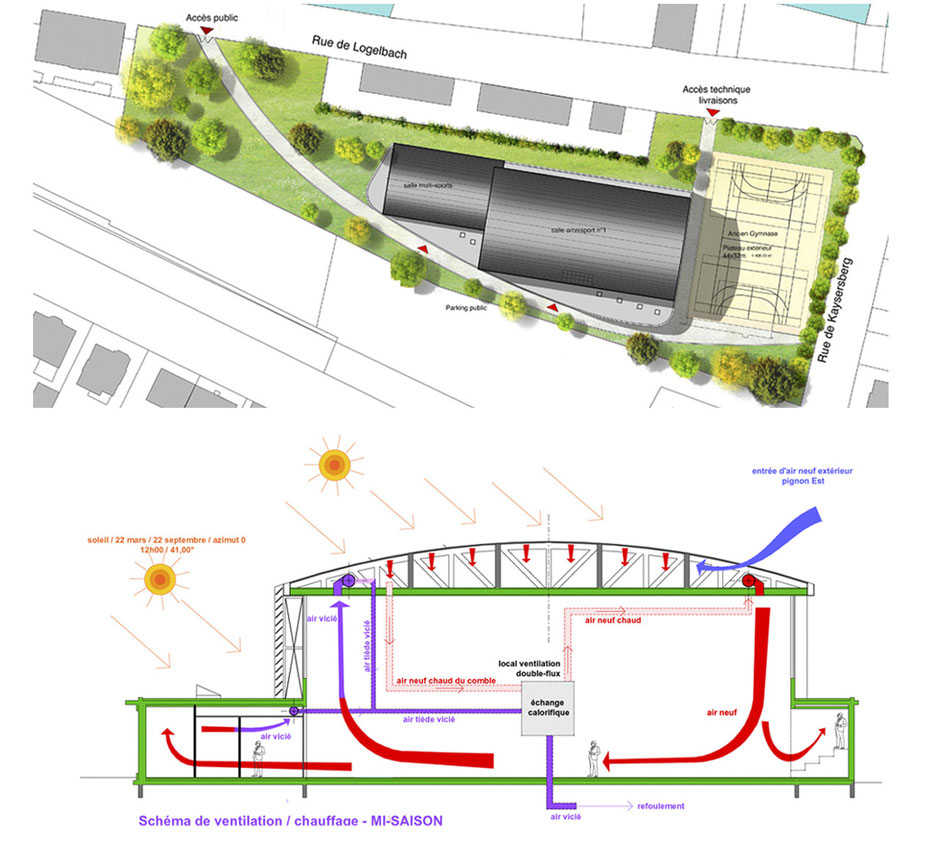 Accès public
Rue de Logelbach
Accès technique
livraisons
salle multi-sports
salle omnisport n°1
Ancien Gymnase
Plateau extérieur
44x32m
Parking public
Rue de Kaysersberg
entrée d'air neuf extérieur
pignon Est
soleil / 22 mars / 22 septembre / azimut 0
12h00 / 41,00°
air vicié
air tiède vicié
air neuf chaud
local ventilation
double-flux
air neuf chaud du comble
échange
calorifique
air neuf
air tiède vicié
air vicié
refoulement
air vicié
Schéma de ventilation / chauffage - MI-SAISON